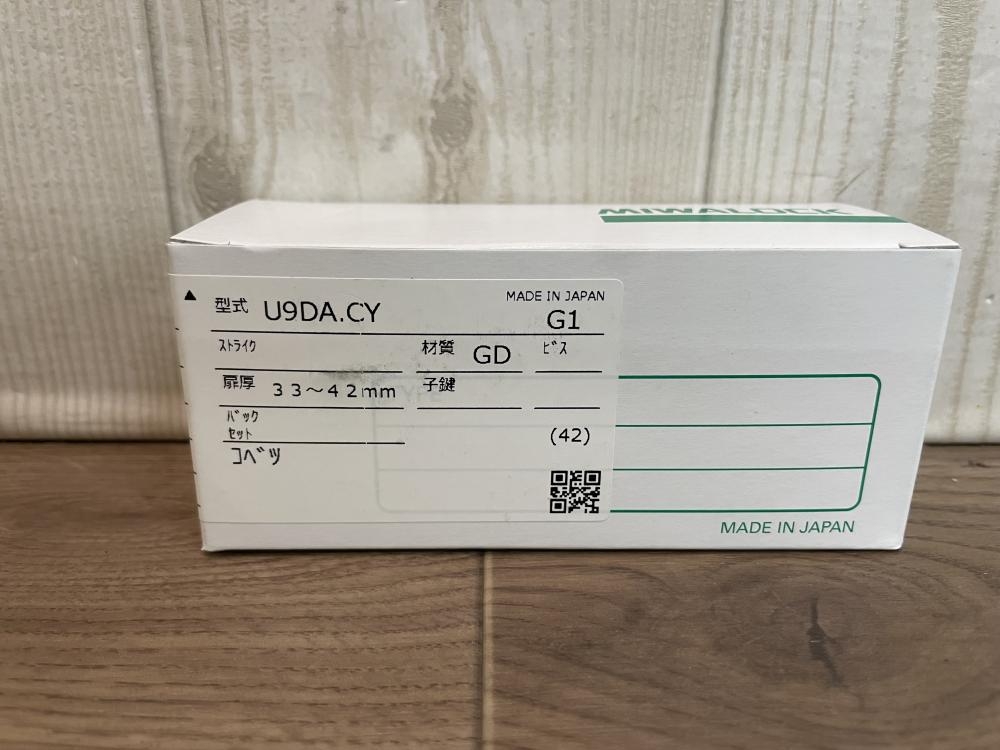 MIWALOCK
▲ 型式 U9DA.CY MADE IN JAPAN
G1
ｽﾄﾗｲｸ 材質 GD ﾋﾞｽ
扉厚 33～42mm 子鍵
ﾊﾞｯｸ
ｾｯﾄ (42)
コベツ
MADE IN JAPAN